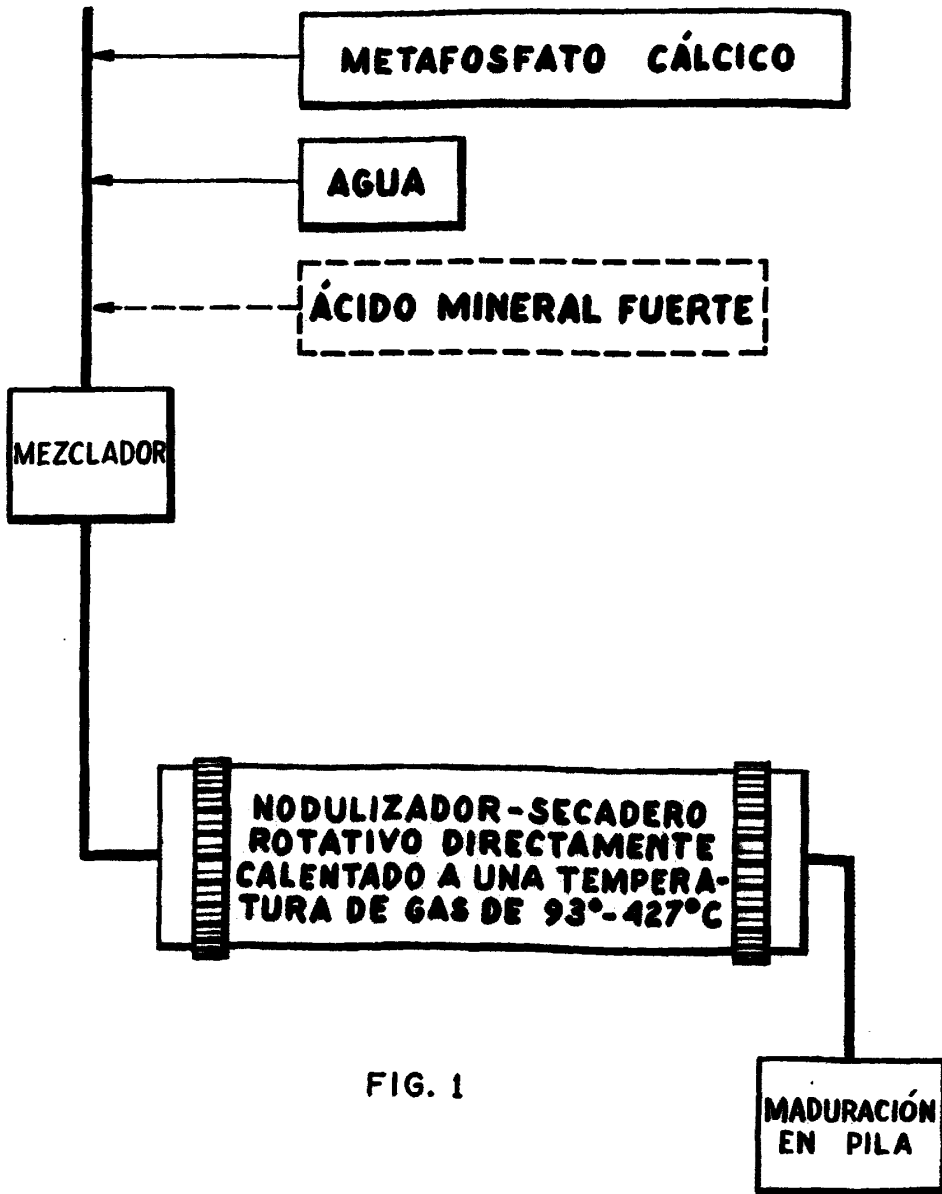 METAFOSFATO CÁLCICO
AGUA
ÁCIDO MINERAL FUERTE
MEZCLADOR
NODULIZADOR-SECADERO
ROTATIVO DIRECTAMENTE
CALENTADO A UNA TEMPERA-
TURA DE GAS DE 93°-427°C
FIG. 1
MADURACIÓN
EN PILA